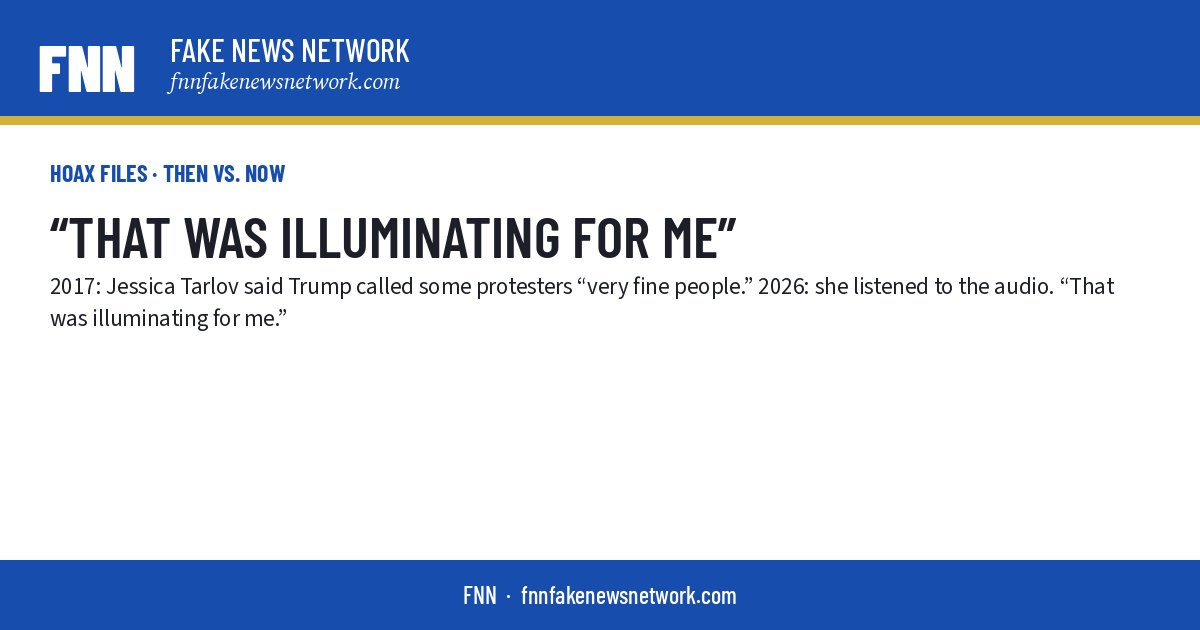 FNN
FAKE NEWS NETWORK
fnnfakenewsnetwork.com
HOAX FILES · THEN VS. NOW
“THAT WAS ILLUMINATING FOR ME”
2017: Jessica Tarlov said Trump called some protesters “very fine people.” 2026: she listened to the audio. “That
was illuminating for me.”
FNN · fnnfakenewsnetwork.com